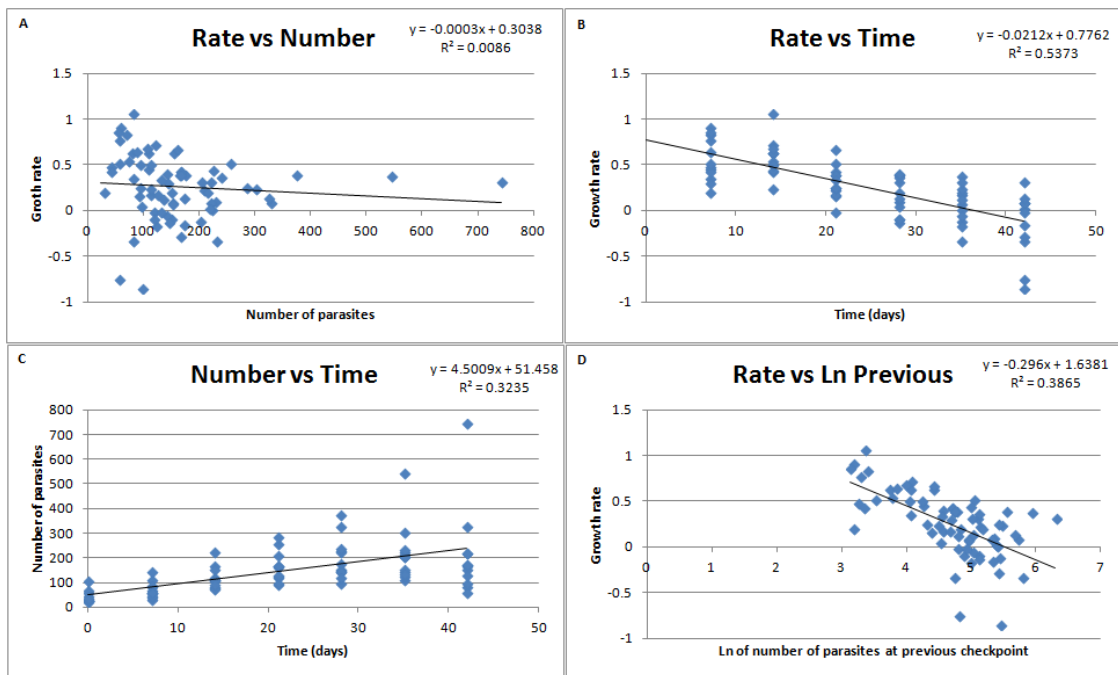 A
Rate vs Number
y = -0.0003x + 0.3038
R² = 0.0086
1.5
1
0.5
0
-0.5
-1
0 100 200 300 400 500 600 700 800
Groth rate
Number of parasites
B
Rate vs Time
y = -0.0212x + 0.7762
R² = 0.5373
1.5
1
0.5
0
-0.5
-1
0 10 20 30 40 50
Growth rate
Time (days)
C
Number vs Time
y = 4.5009x + 51.458
R² = 0.3235
800
700
600
500
400
300
200
100
0
0 10 20 30 40 50
Number of parasites
Time (days)
D
Rate vs Ln Previous
y = -0.296x + 1.6381
R² = 0.3865
1.5
1
0.5
0
-0.5
-1
0 1 2 3 4 5 6 7
Growth rate
Ln of number of parasites at previous checkpoint